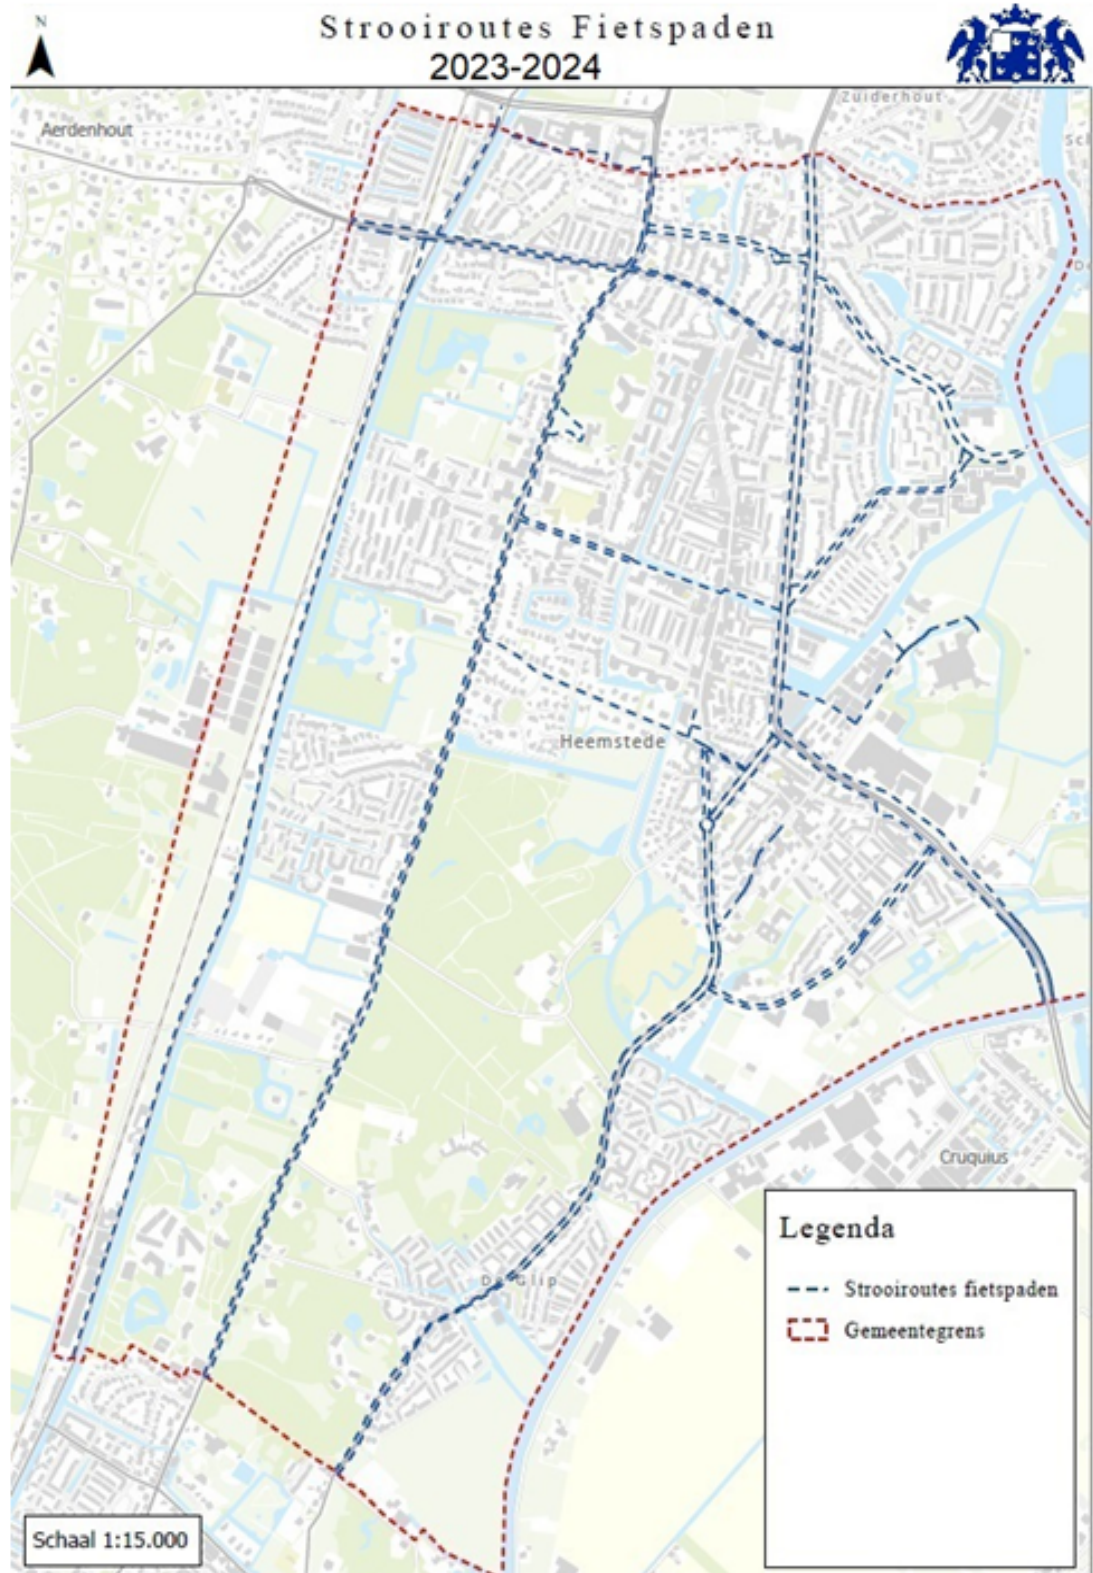 N
Strooiroutes Fietspaden
2023-2024
Zuiderhout
Aerdenhout
Heemstede
Cruquius
De Glip
Legenda
Strooiroutes fietspaden
Gemeentegrens
Schaal 1:15.000